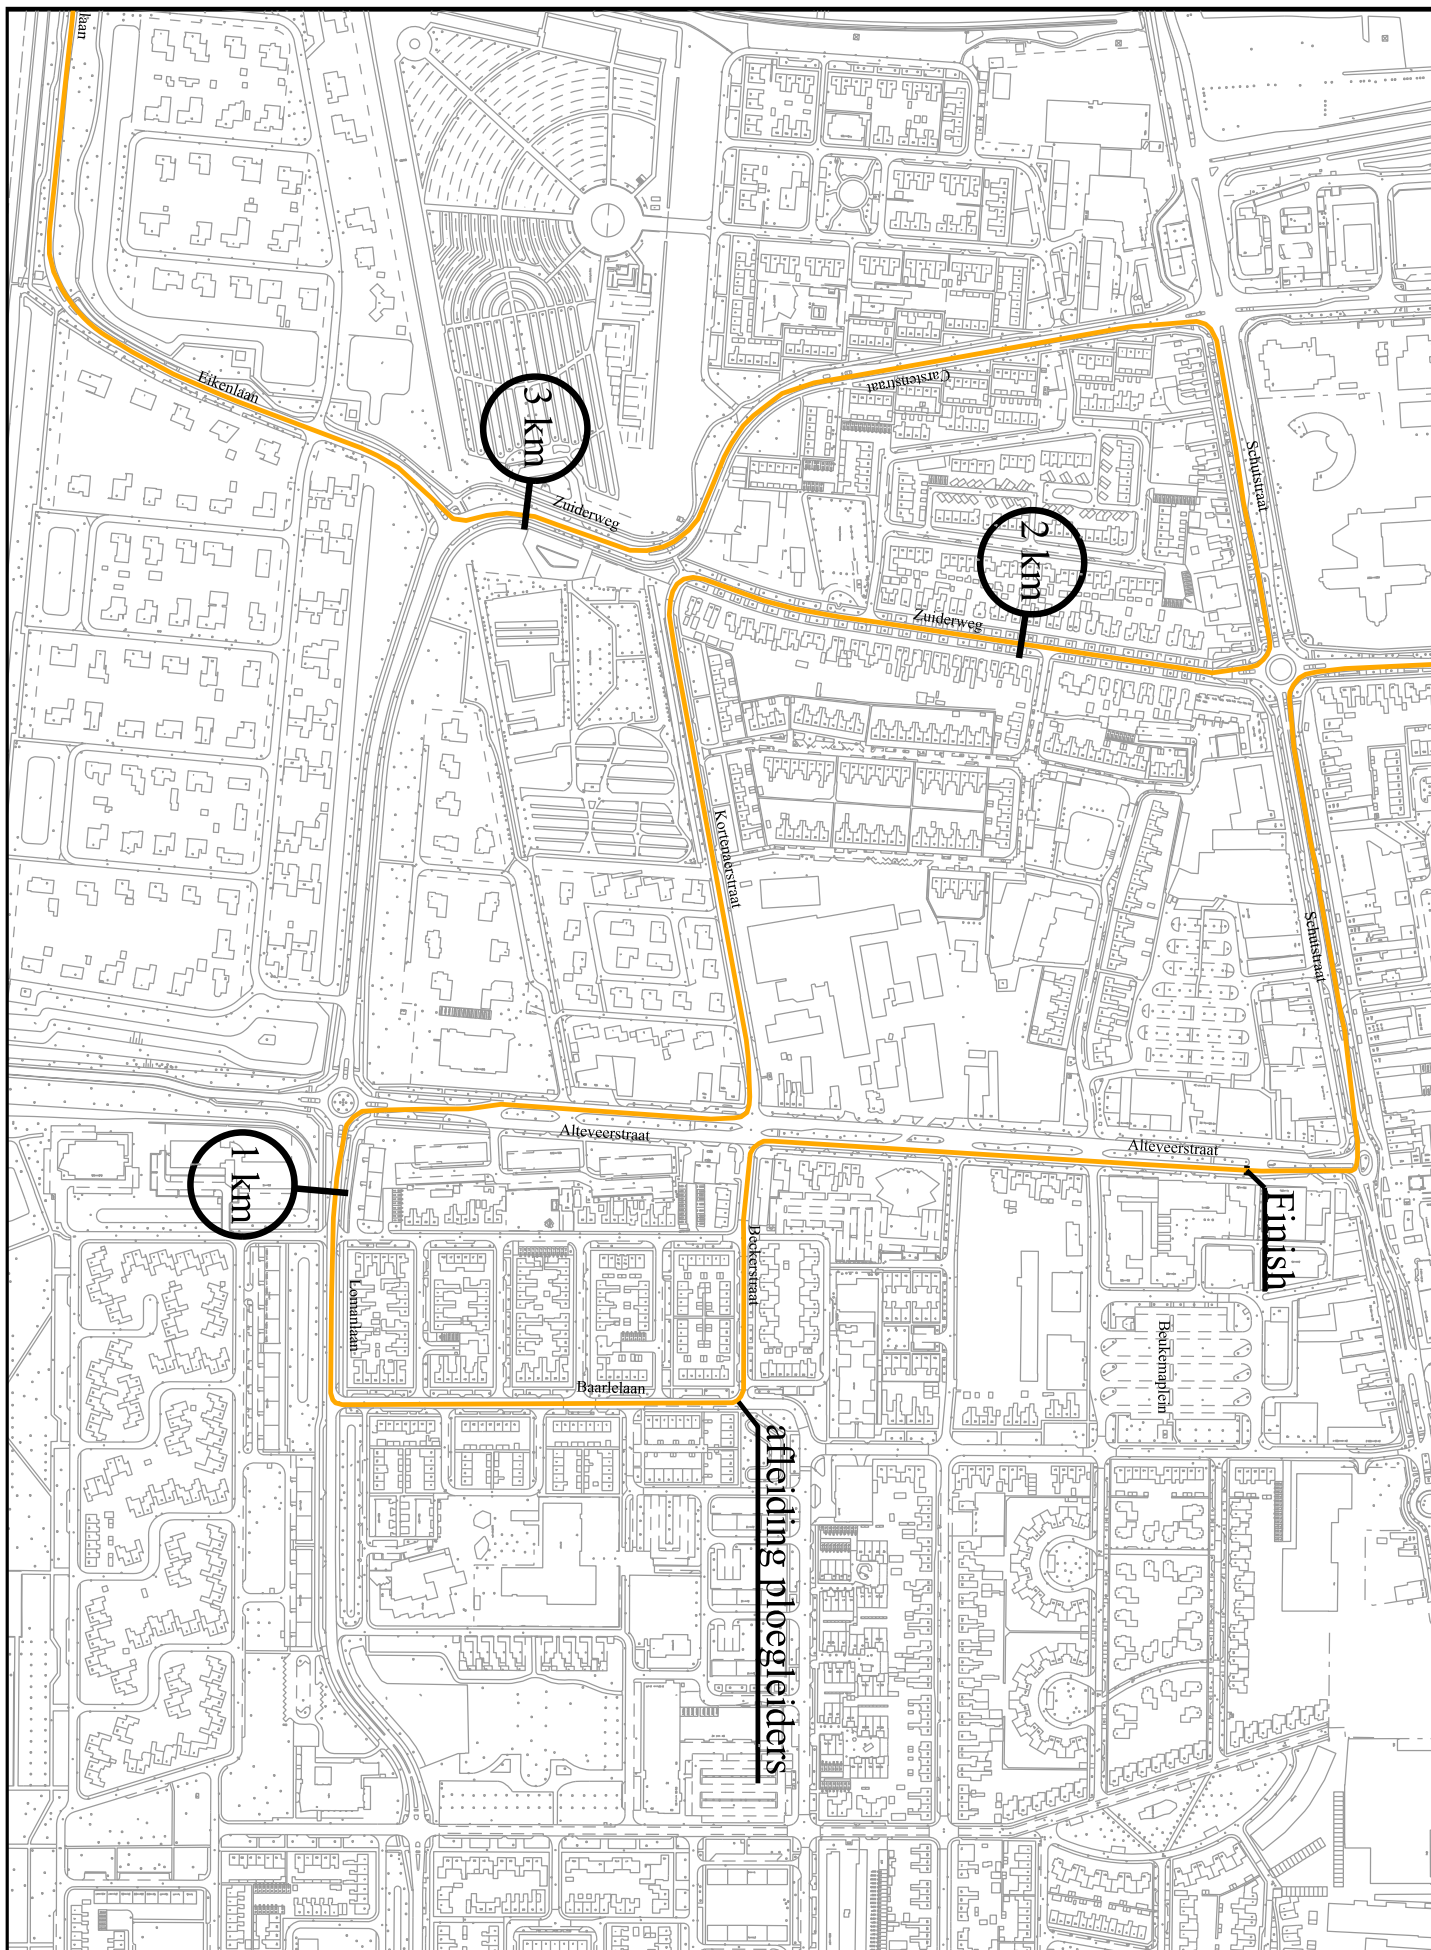 laan
Eikenlaan
3 km
Zuiderweg
Carstenstraat
Schutstraat
2 km
Zuiderweg
Kortenaerstraat
Schutstraat
Alteveerstraat
Alteveerstraat
1 km
Finish
Beckerstraat
Lomanlaan
Beukemaplein
Baarlelaan
afleiding ploegleiders